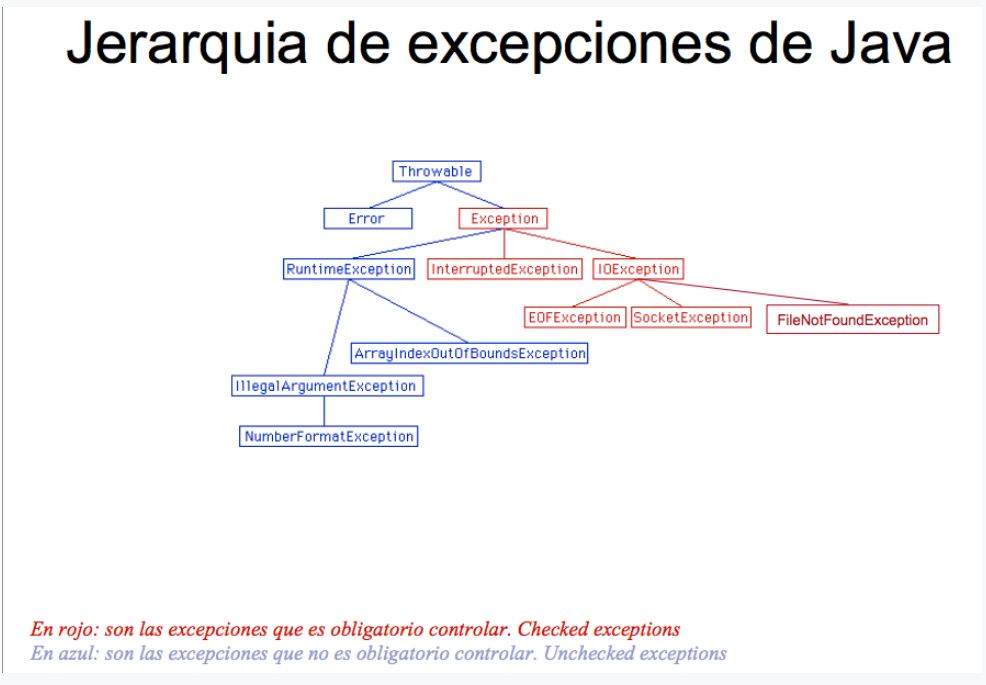 Jerarquia de excepciones de Java
Throwable
Error
Exception
RuntimeException
InterruptedException
IOException
EOFException
SocketException
FileNotFoundException
ArrayIndexOutOfBoundsException
IllegalArgumentException
NumberFormatException
En rojo: son las excepciones que es obligatorio controlar. Checked exceptions
En azul: son las excepciones que no es obligatorio controlar. Unchecked exceptions